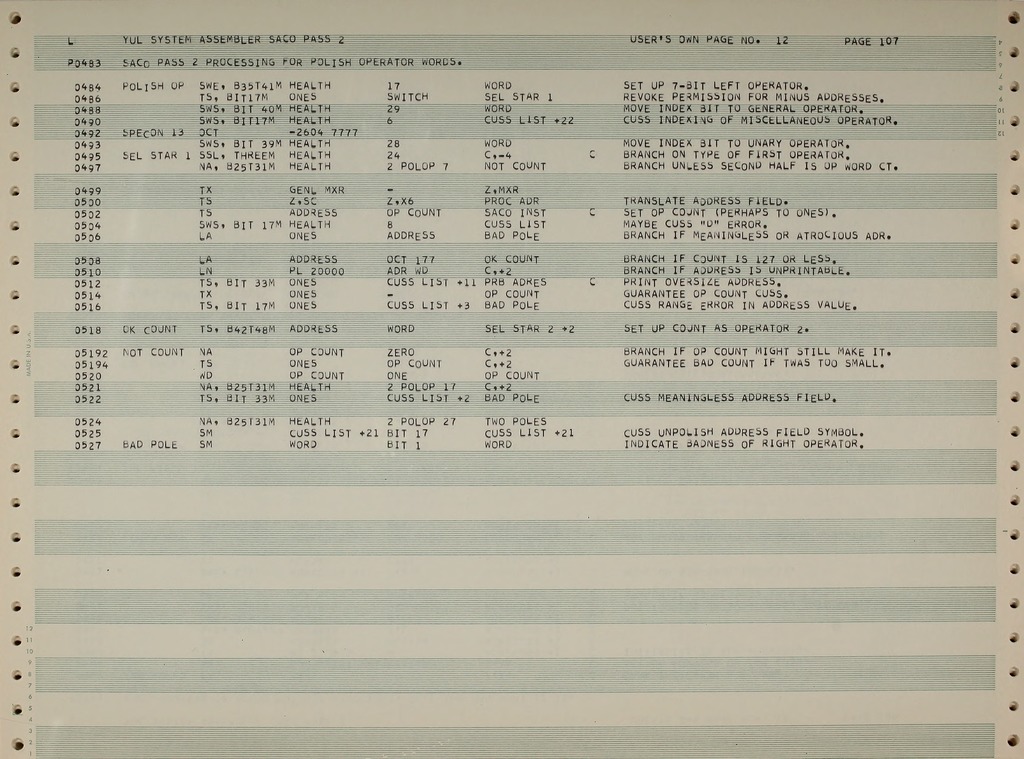 L YUL SYSTEM ASSEMBLER SACO PASS 2 USER'S OWN PAGE NO. 12 PAGE 107
P0483 SACO PASS 2 PROCESSING FOR POLISH OPERATOR WORDS.
0484 POLISH OP SWE, B35T41M HEALTH 17 WORD SET UP 7-BIT LEFT OPERATOR.
0486 TS, BIT17M ONES SWITCH SEL STAR 1 REVOKE PERMISSION FOR MINUS ADDRESSES.
0488 SWS, BIT 40M HEALTH 29 WORD MOVE INDEX BIT TO GENERAL OPERATOR.
0490 SWS, BIT17M HEALTH 6 CUSS LIST +22 CUSS INDEXING OF MISCELLANEOUS OPERATOR.
0492 SPECON 13 OCT -2604 7777
0493 SWS, BIT 39M HEALTH 28 WORD MOVE INDEX BIT TO UNARY OPERATOR.
0495 SEL STAR 1 SSL, THREEM HEALTH 24 C,-4 C BRANCH ON TYPE OF FIRST OPERATOR.
0497 NA, B25T31M HEALTH 2 POLOP 7 NOT COUNT BRANCH UNLESS SECOND HALF IS OP WORD CT.
0499 TX GENL MXR - Z,MXR
0500 TS Z,SC Z,X6 PROC ADR TRANSLATE ADDRESS FIELD.
0502 TS ADDRESS OP COUNT SACO INST C SET OP COUNT (PERHAPS TO ONES).
0504 SWS, BIT 17M HEALTH 8 CUSS LIST MAYBE CUSS "D" ERROR.
0506 LA ONES ADDRESS BAD POLE BRANCH IF MEANINGLESS OR ATROCIOUS ADR.
0508 LA ADDRESS OCT 177 OK COUNT BRANCH IF COUNT IS 127 OR LESS.
0510 LN PL 20000 ADR WD C,+2 BRANCH IF ADDRESS IS UNPRINTABLE.
0512 TS, BIT 33M ONES CUSS LIST +11 PRB ADRES C PRINT OVERSIZE ADDRESS.
0514 TX ONES - OP COUNT GUARANTEE OP COUNT CUSS.
0516 TS, BIT 17M ONES CUSS LIST +3 BAD POLE CUSS RANGE ERROR IN ADDRESS VALUE.
0518 OK COUNT TS, B42T48M ADDRESS WORD SEL STAR 2 +2 SET UP COUNT AS OPERATOR 2.
05192 NOT COUNT NA OP COUNT ZERO C,+2 BRANCH IF OP COUNT MIGHT STILL MAKE IT.
05194 TS ONES OP COUNT C,+2 GUARANTEE BAD COUNT IF TWAS TOO SMALL.
0520 WD OP COUNT ONE OP COUNT
0521 NA, B25T31M HEALTH 2 POLOP 17 C,+2
0522 TS, BIT 33M ONES CUSS LIST +2 BAD POLE CUSS MEANINGLESS ADDRESS FIELD.
0524 NA, B25T31M HEALTH 2 POLOP 27 TWO POLES
0525 SM CUSS LIST +21 BIT 17 CUSS LIST +21 CUSS UNPOLISH ADDRESS FIELD SYMBOL.
0527 BAD POLE SM WORD BIT 1 WORD INDICATE BADNESS OF RIGHT OPERATOR.
MADE IN U.S.A.
12
11
10
9
8
7
6
5
4
3
2
1